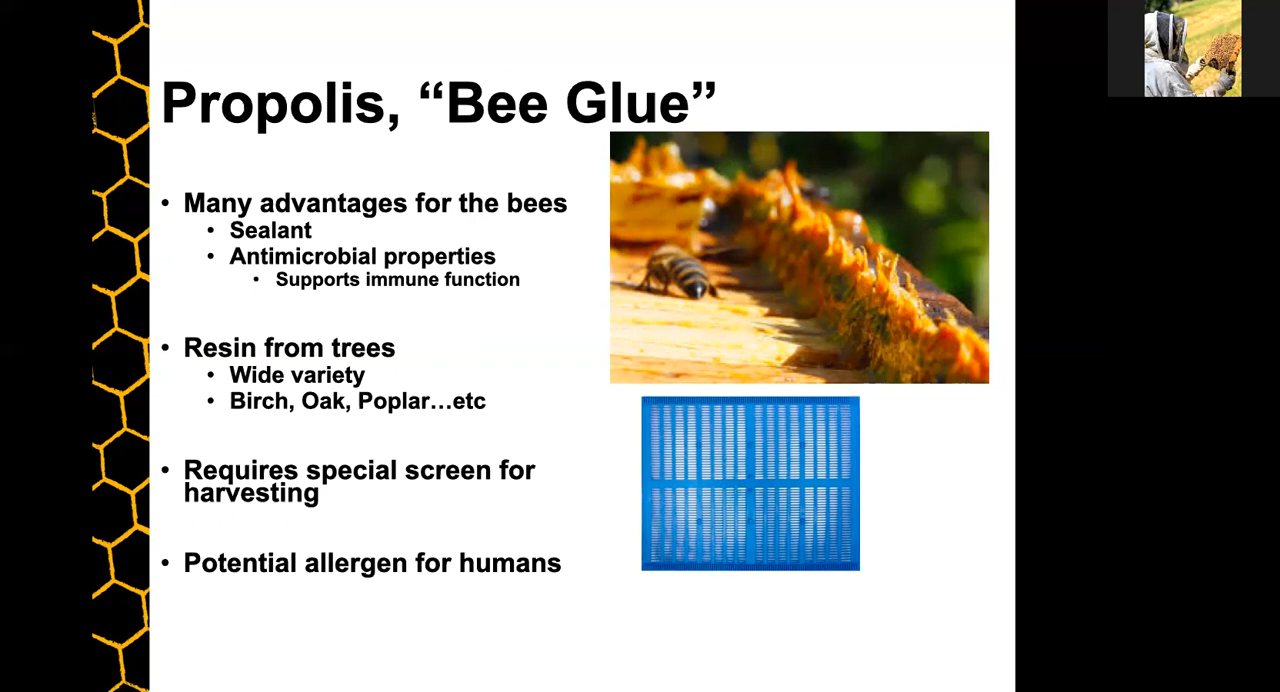 Propolis, “Bee Glue”
• Many advantages for the bees
• Sealant
• Antimicrobial properties
• Supports immune function
• Resin from trees
• Wide variety
• Birch, Oak, Poplar…etc
• Requires special screen for
harvesting
• Potential allergen for humans